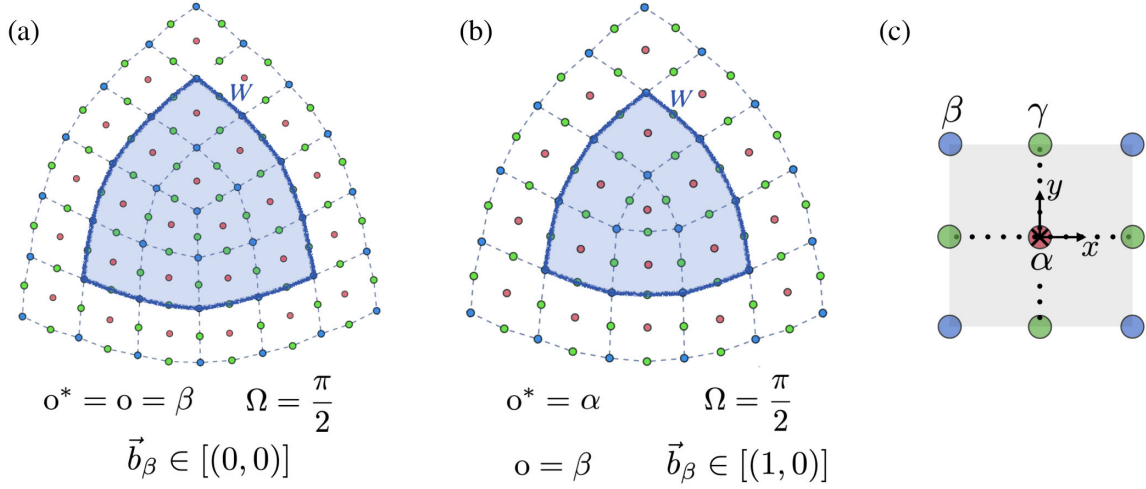 (a)
W
o* = o = β Ω = π/2
b⃗_β ∈ [(0, 0)]
(b)
W
o* = α Ω = π/2
o = β b⃗_β ∈ [(1, 0)]
(c)
β γ
y
x
α